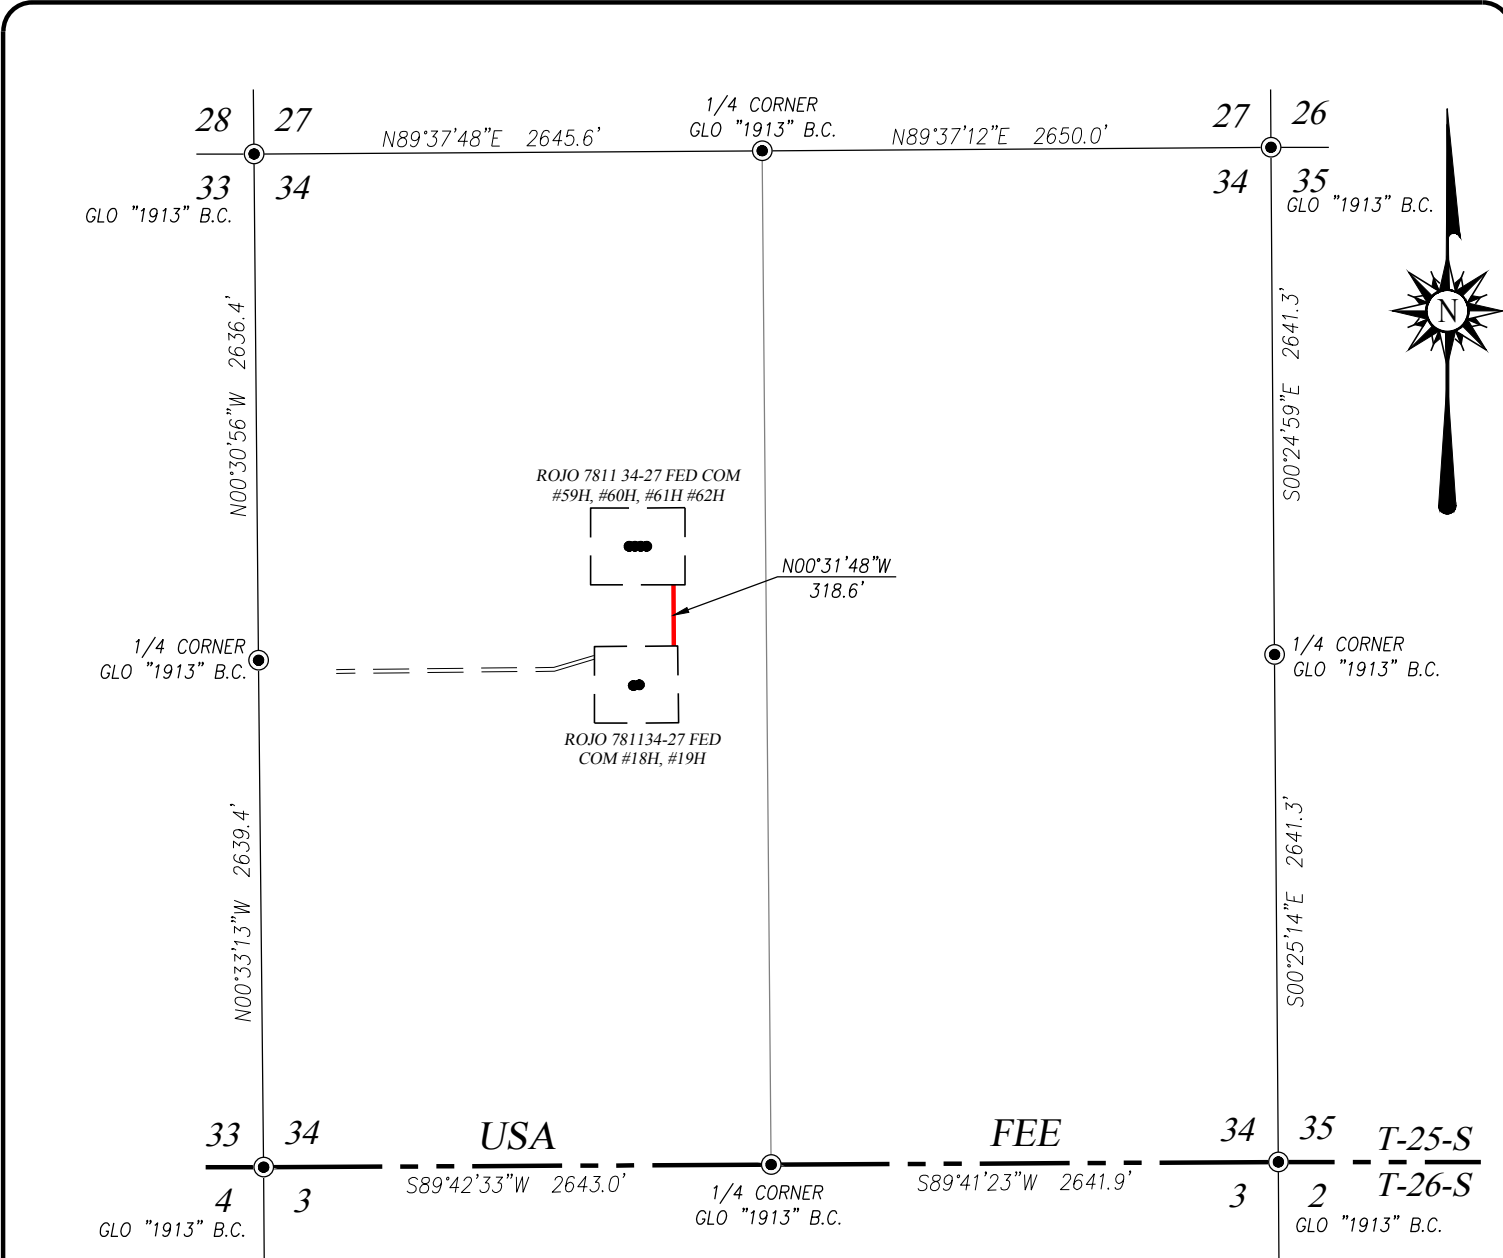 28 27
N89°37'48"E 2645.6'
1/4 CORNER
GLO "1913" B.C.
N89°37'12"E 2650.0'
27 26
33 34
GLO "1913" B.C.
34 35
GLO "1913" B.C.
N
N00°30'56"W 2636.4'
S00°24'59"E 2641.3'
ROJO 7811 34-27 FED COM
#59H, #60H, #61H #62H
N00°31'48"W
318.6'
1/4 CORNER
GLO "1913" B.C.
1/4 CORNER
GLO "1913" B.C.
ROJO 781134-27 FED
COM #18H, #19H
N00°33'13"W 2639.4'
S00°25'14"E 2641.3'
33 34
USA
FEE
34 35
T-25-S
S89°42'33"W 2643.0'
S89°41'23"W 2641.9'
T-26-S
4 3
GLO "1913" B.C.
1/4 CORNER
GLO "1913" B.C.
3 2
GLO "1913" B.C.